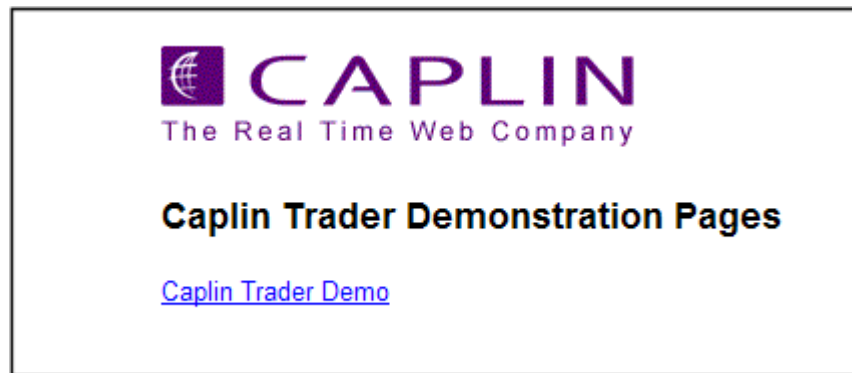 CAPLIN
The Real Time Web Company
Caplin Trader Demonstration Pages
Caplin Trader Demo